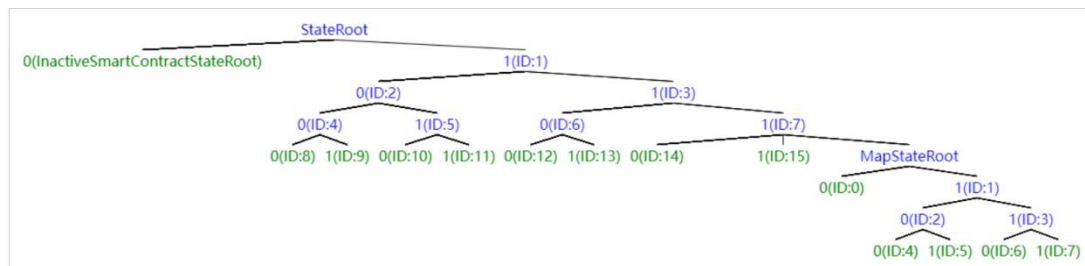 StateRoot
0(InactiveSmartContractStateRoot) 1(ID:1)
0(ID:2) 1(ID:3)
0(ID:4) 1(ID:5) 0(ID:6) 1(ID:7)
0(ID:8) 1(ID:9) 0(ID:10) 1(ID:11) 0(ID:12) 1(ID:13) 0(ID:14) 1(ID:15) MapStateRoot
0(ID:0) 1(ID:1)
0(ID:2) 1(ID:3)
0(ID:4) 1(ID:5) 0(ID:6) 1(ID:7)